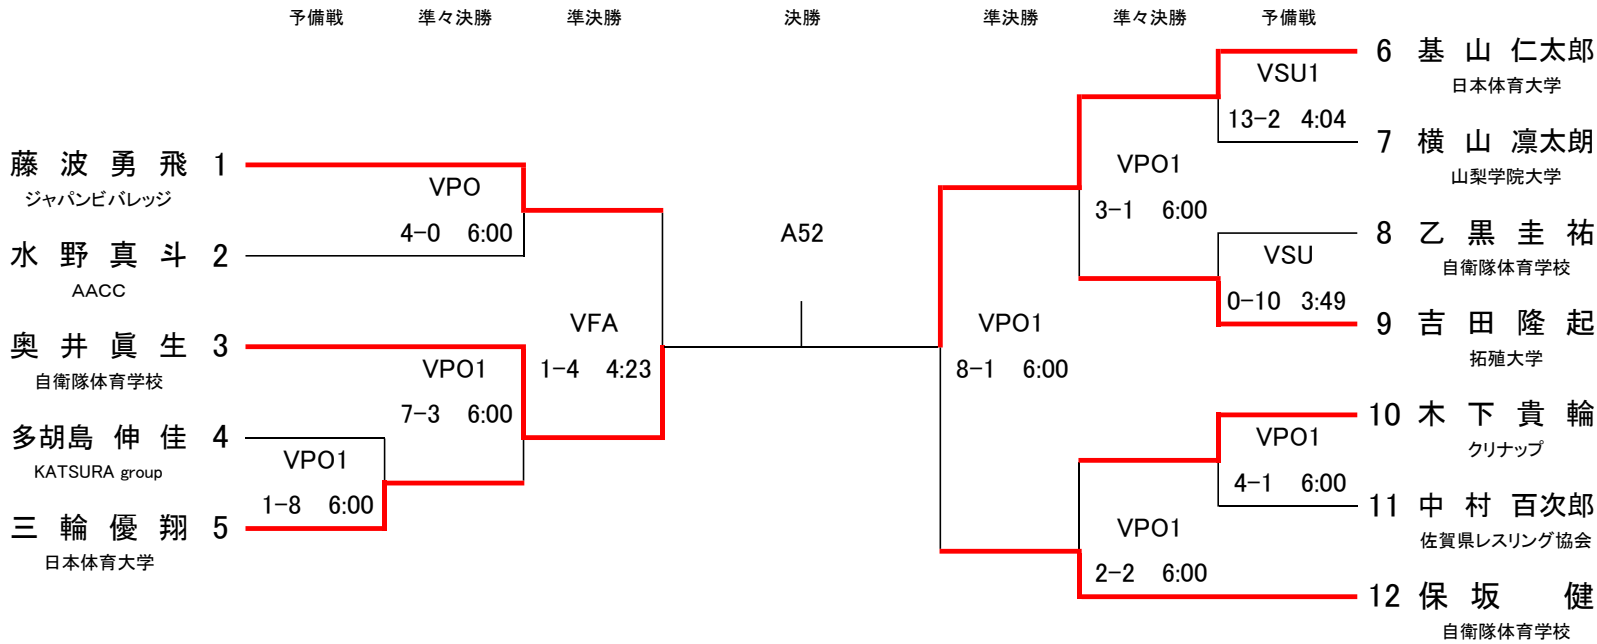 予備戦 準々決勝 準決勝 決勝 準決勝 準々決勝 予備戦
藤波勇飛 1
ジャパンビバレッジ
VPO
4-0 6:00
水野真斗 2
AACC
奥井眞生 3
自衛隊体育学校
VPO1
7-3 6:00
多胡島伸佳 4
KATSURA group
VPO1
1-8 6:00
三輪優翔 5
日本体育大学
VFA
1-4 4:23
A52
6 基山仁太郎
日本体育大学
VSU1
13-2 4:04
7 横山凛太朗
山梨学院大学
VPO1
3-1 6:00
8 乙黒圭祐
自衛隊体育学校
VSU
0-10 3:49
9 吉田隆起
拓殖大学
VPO1
8-1 6:00
10 木下貴輪
クリナップ
VPO1
4-1 6:00
11 中村百次郎
佐賀県レスリング協会
VPO1
2-2 6:00
12 保坂健
自衛隊体育学校